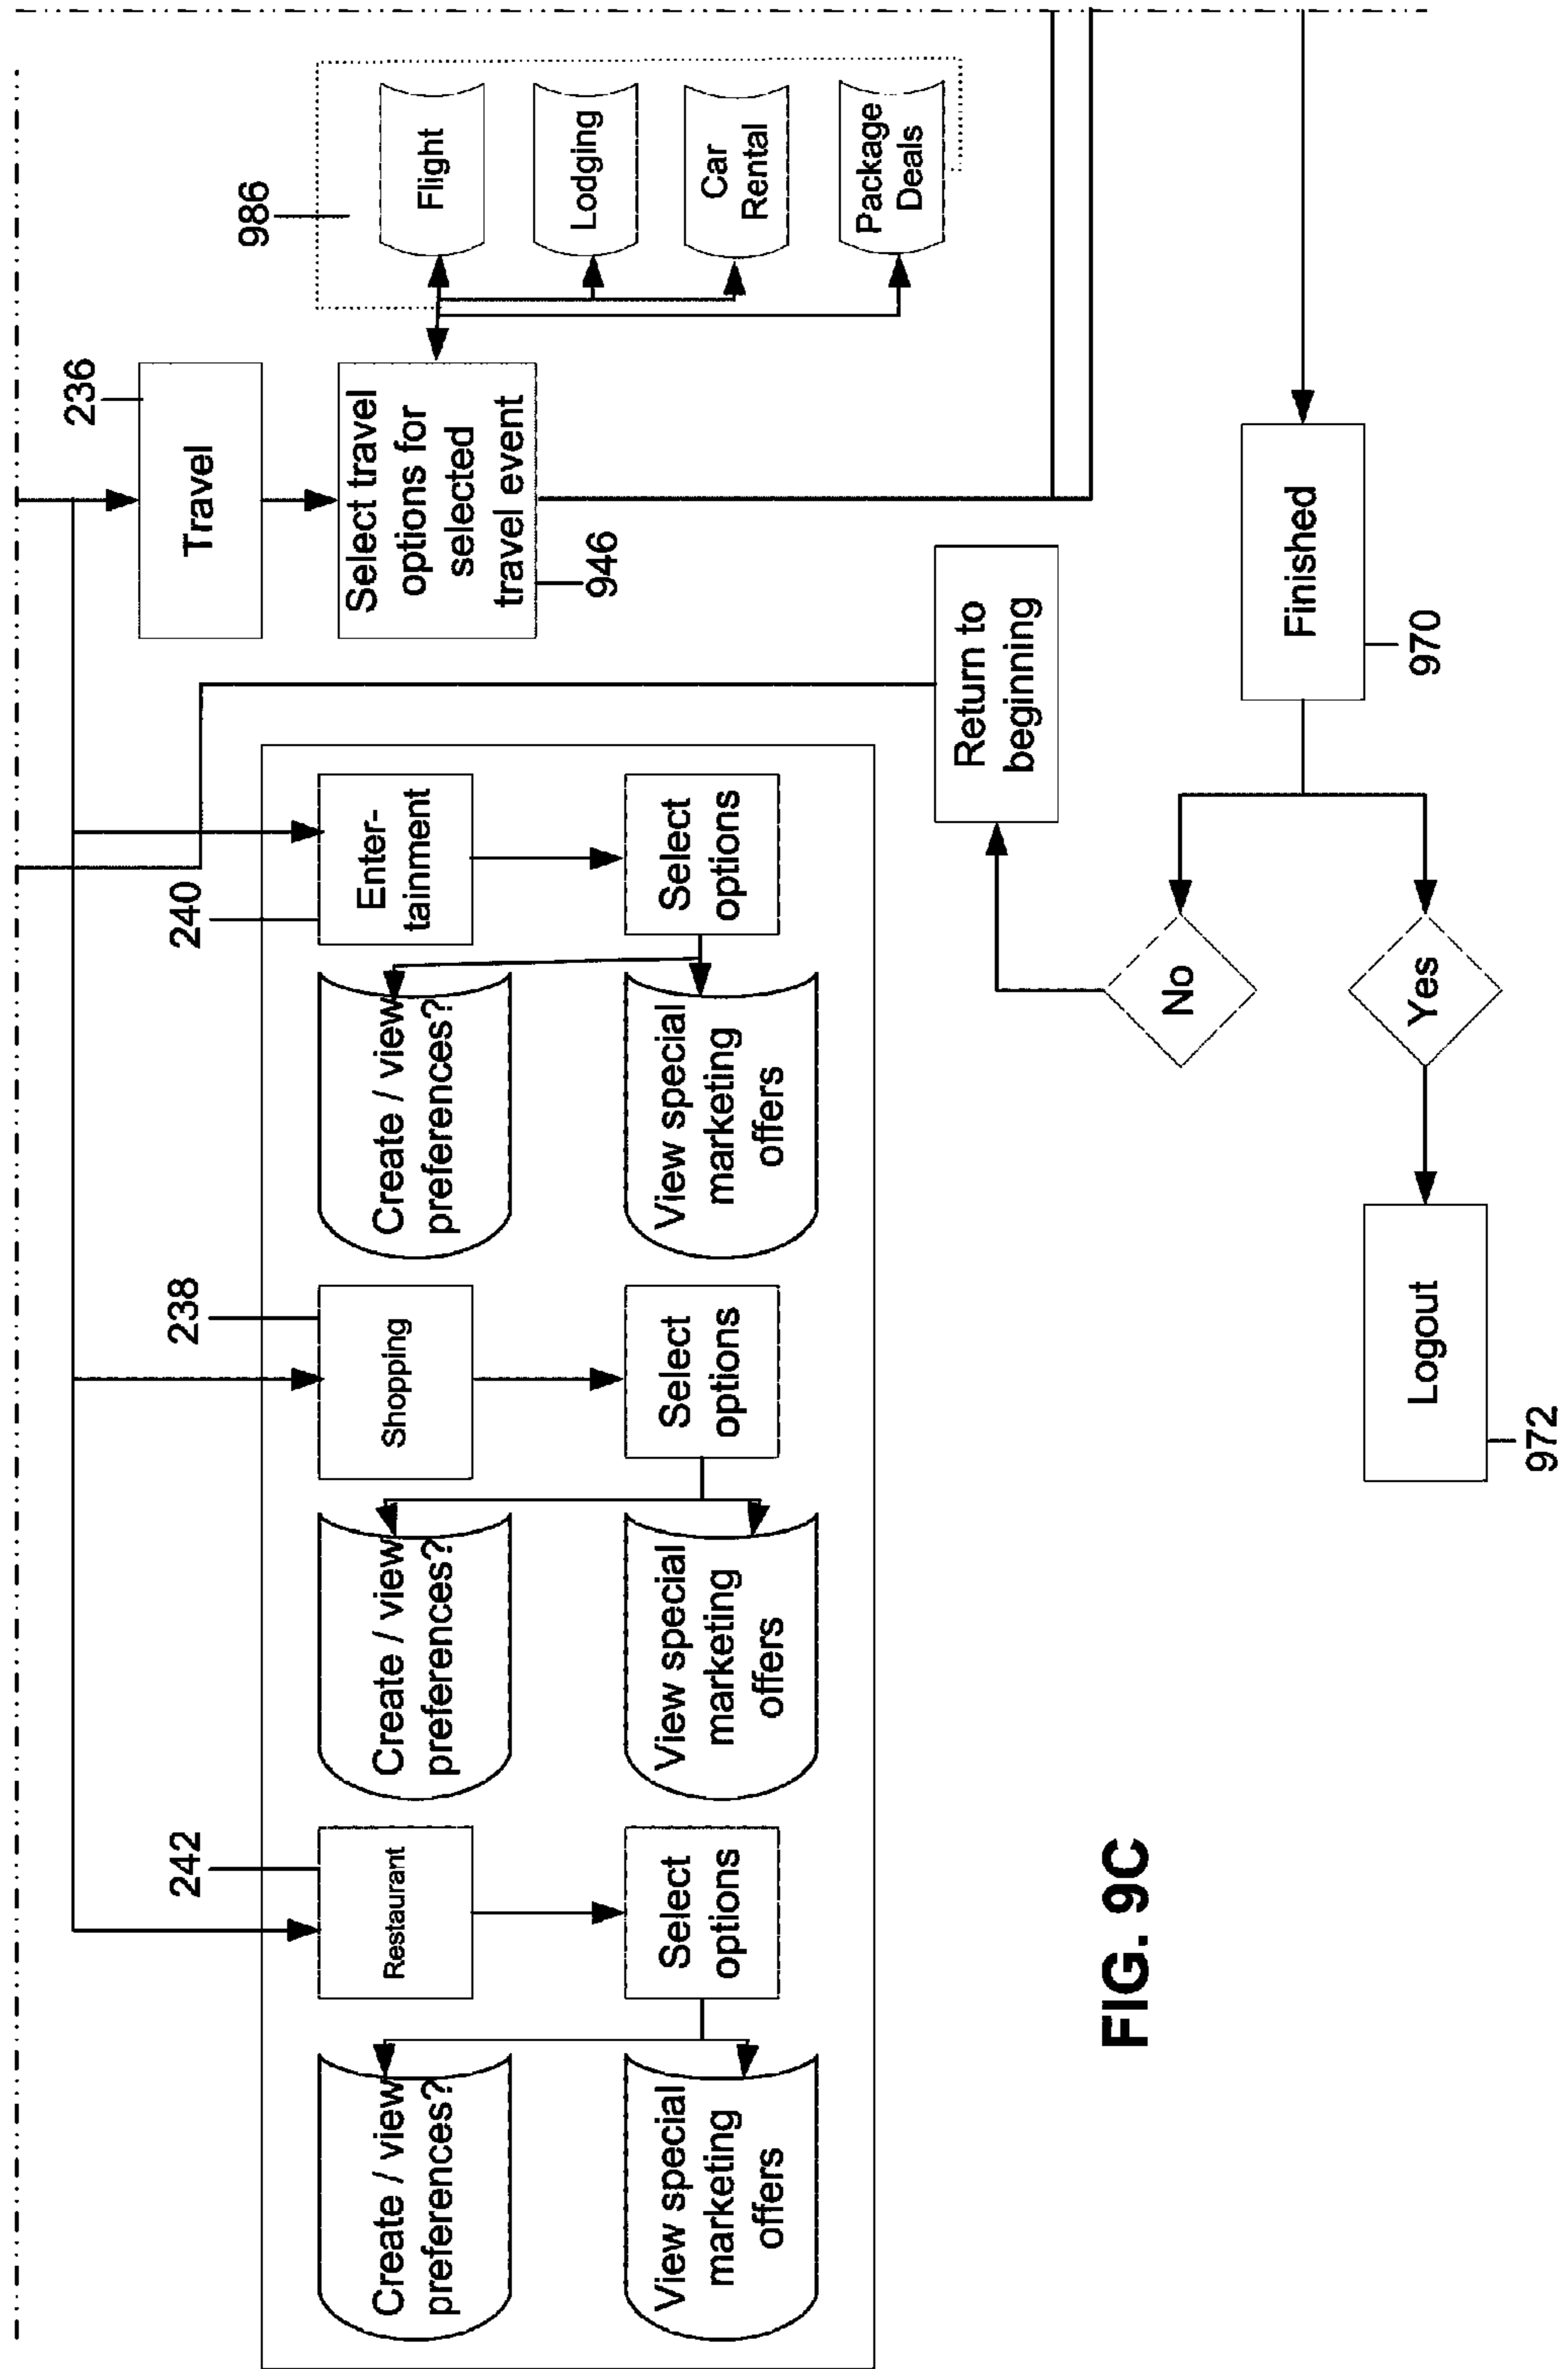 236
Travel
Select travel
options for
selected
travel event
946
986
Flight
Lodging
Car
Rental
Package
Deals
242
Restaurant
Select
options
Create / view
preferences?
View special
marketing
offers
238
Shopping
Select
options
Create / view
preferences?
View special
marketing
offers
240
Enter-
tainment
Select
options
Create / view
preferences?
View special
marketing
offers
Return to
beginning
Finished
970
No
Yes
Logout
972
FIG. 9C